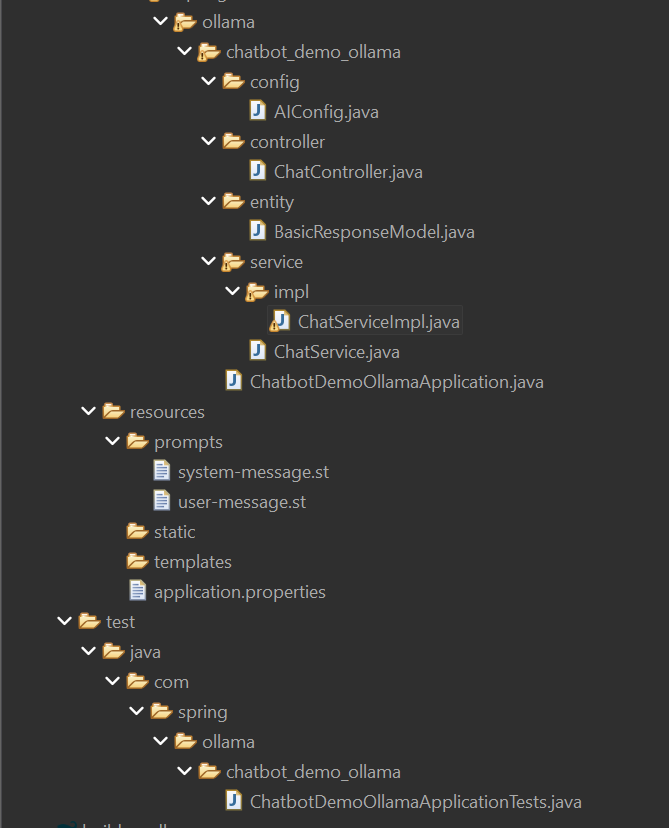 ollama
chatbot_demo_ollama
config
AIConfig.java
controller
ChatController.java
entity
BasicResponseModel.java
service
impl
ChatServiceImpl.java
ChatService.java
ChatbotDemoOllamaApplication.java
resources
prompts
system-message.st
user-message.st
static
templates
application.properties
test
java
com
spring
ollama
chatbot_demo_ollama
ChatbotDemoOllamaApplicationTests.java